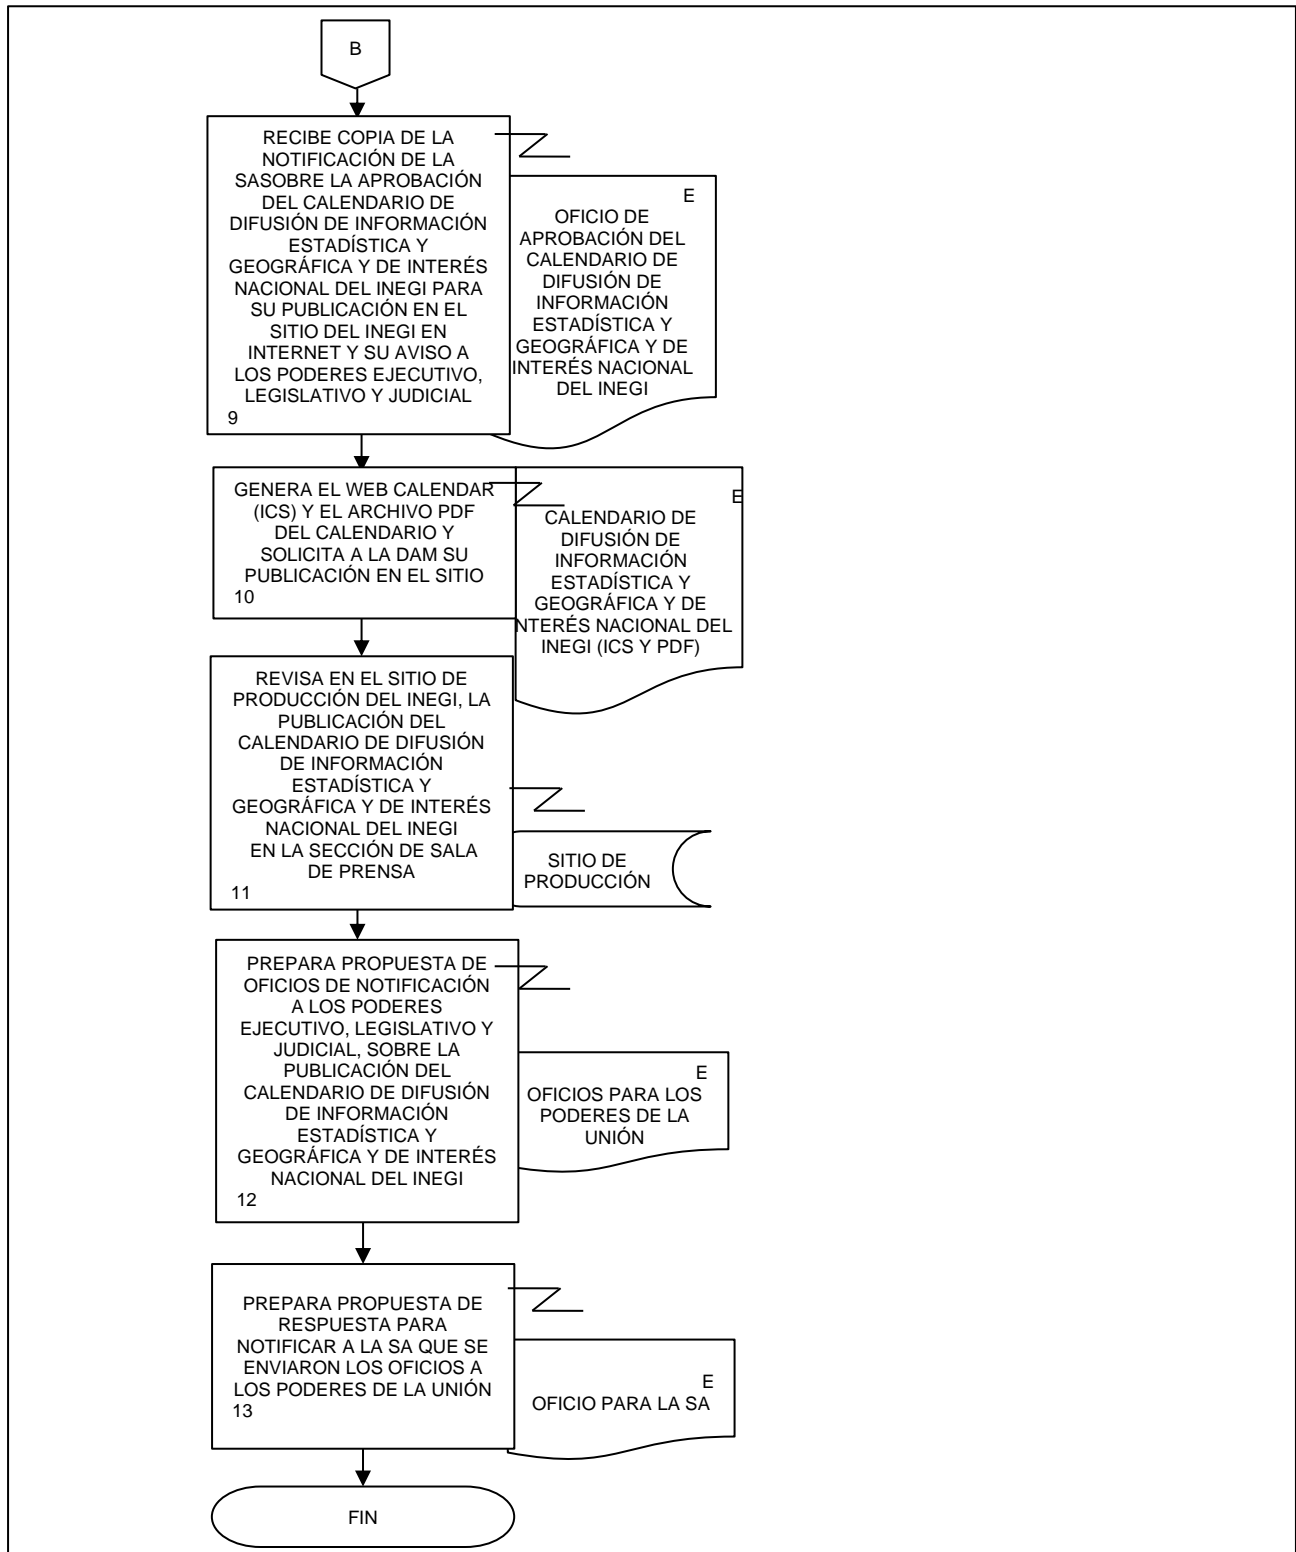 B
RECIBE COPIA DE LA
NOTIFICACIÓN DE LA
SASOBRE LA APROBACIÓN
DEL CALENDARIO DE
DIFUSIÓN DE INFORMACIÓN
ESTADÍSTICA Y
GEOGRÁFICA Y DE INTERÉS
NACIONAL DEL INEGI PARA
SU PUBLICACIÓN EN EL
SITIO DEL INEGI EN
INTERNET Y SU AVISO A
LOS PODERES EJECUTIVO,
LEGISLATIVO Y JUDICIAL
9
E
OFICIO DE
APROBACIÓN DEL
CALENDARIO DE
DIFUSIÓN DE
INFORMACIÓN
ESTADÍSTICA Y
GEOGRÁFICA Y DE
INTERÉS NACIONAL
DEL INEGI
GENERA EL WEB CALENDAR
(ICS) Y EL ARCHIVO PDF
DEL CALENDARIO Y
SOLICITA A LA DAM SU
PUBLICACIÓN EN EL SITIO
10
E
CALENDARIO DE
DIFUSIÓN DE
INFORMACIÓN
ESTADÍSTICA Y
GEOGRÁFICA Y DE
INTERÉS NACIONAL DEL
INEGI (ICS Y PDF)
REVISA EN EL SITIO DE
PRODUCCIÓN DEL INEGI, LA
PUBLICACIÓN DEL
CALENDARIO DE DIFUSIÓN
DE INFORMACIÓN
ESTADÍSTICA Y
GEOGRÁFICA Y DE INTERÉS
NACIONAL DEL INEGI
EN LA SECCIÓN DE SALA
DE PRENSA
11
SITIO DE
PRODUCCIÓN
PREPARA PROPUESTA DE
OFICIOS DE NOTIFICACIÓN
A LOS PODERES
EJECUTIVO, LEGISLATIVO Y
JUDICIAL, SOBRE LA
PUBLICACIÓN DEL
CALENDARIO DE DIFUSIÓN
DE INFORMACIÓN
ESTADÍSTICA Y
GEOGRÁFICA Y DE INTERÉS
NACIONAL DEL INEGI
12
E
OFICIOS PARA LOS
PODERES DE LA
UNIÓN
PREPARA PROPUESTA DE
RESPUESTA PARA
NOTIFICAR A LA SA QUE SE
ENVIARON LOS OFICIOS A
LOS PODERES DE LA UNIÓN
13
E
OFICIO PARA LA SA
FIN